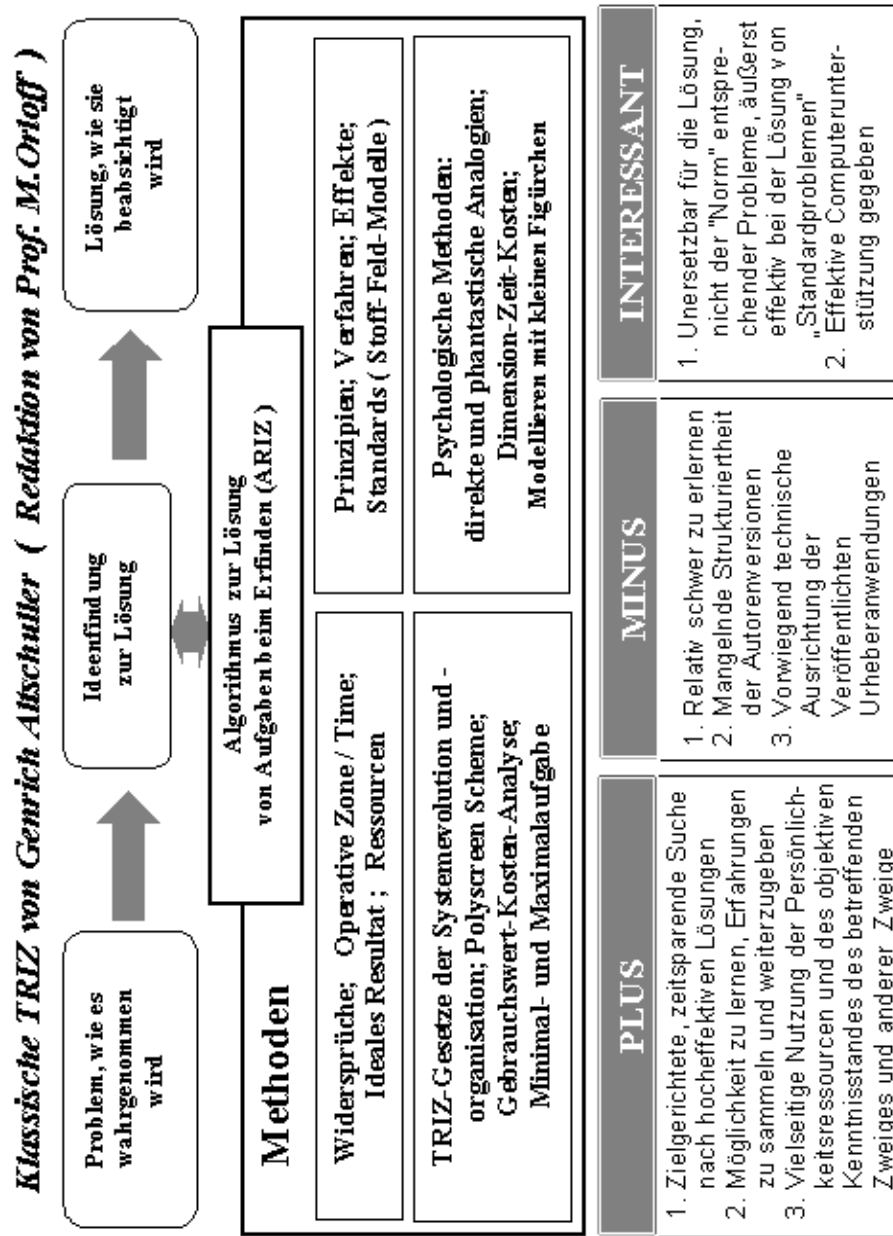 Klassische TRIZ von Genrich Altschuller ( Redaktion von Prof. M.Orloff )
Problem, wie es
wahrgenommen
wird
Ideenfindung
zur Lösung
Lösung, wie sie
beabsichtigt
wird
Algorithmus zur Lösung
von Aufgaben beim Erfinden (ARIZ )
Methoden
Widersprüche; Operative Zone / Time;
Ideales Resultat ; Ressourcen
Prinzipien; Verfahren; Effekte;
Standards ( Stoff-Feld-Modelle )
TRIZ-Gesetze der Systemevolution und -
organisation; Polyscreen Scheme;
Gebrauchswert-Kosten-Analyse;
Minimal- und Maximalaufgabe
Psychologische Methoden:
direkte und phantastische Analogien;
Dimension-Zeit-Kosten;
Modellieren mit kleinen Figürchen
PLUS
1. Zielgerichtete, zeitsparende Suche
nach hocheffektiven Lösungen
2. Möglichkeit zu lernen, Erfahrungen
zu sammeln und weiterzugeben
3. Vielseitige Nutzung der Persönlich-
keitsressourcen und des objektiven
Kenntnisstandes des betreffenden
Zweiges und anderer Zweige
MINUS
1. Relativ schwer zu erlernen
2. Mangelnde Strukturiertheit
der Autorenversionen
3. Vorwiegend technische
Ausrichtung der
Veröffentlichten
Urheberanwendungen
INTERESSANT
1. Unersetzbar für die Lösung,
nicht der "Norm" entspre-
chender Probleme, äußerst
effektiv bei der Lösung von
"Standardproblemen"
2. Effektive Computerunter-
stützung gegeben